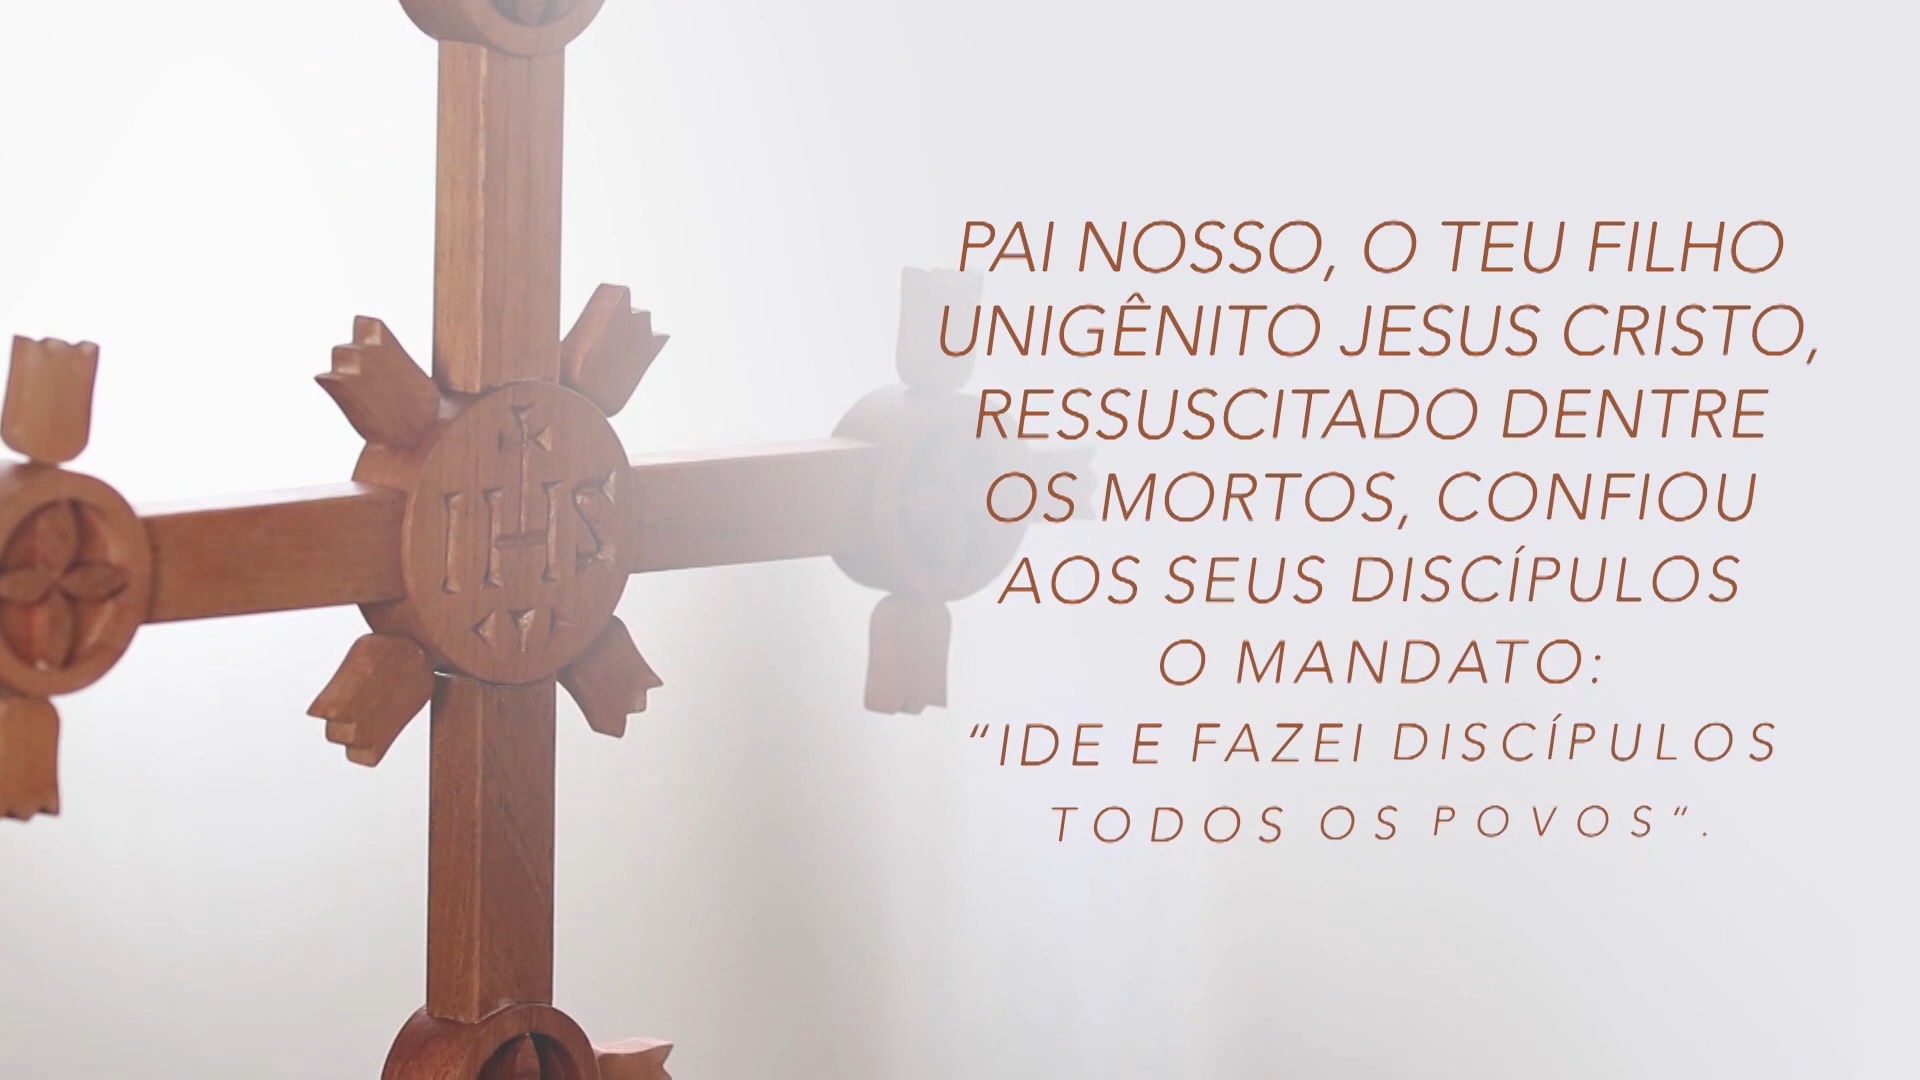 IHS
PAI NOSSO, O TEU FILHO
UNIGÊNITO JESUS CRISTO,
RESSUSCITADO DENTRE
OS MORTOS, CONFIOU
AOS SEUS DISCÍPULOS
O MANDATO:
“IDE E FAZEI DISCÍPULOS
TODOS OS POVOS“.